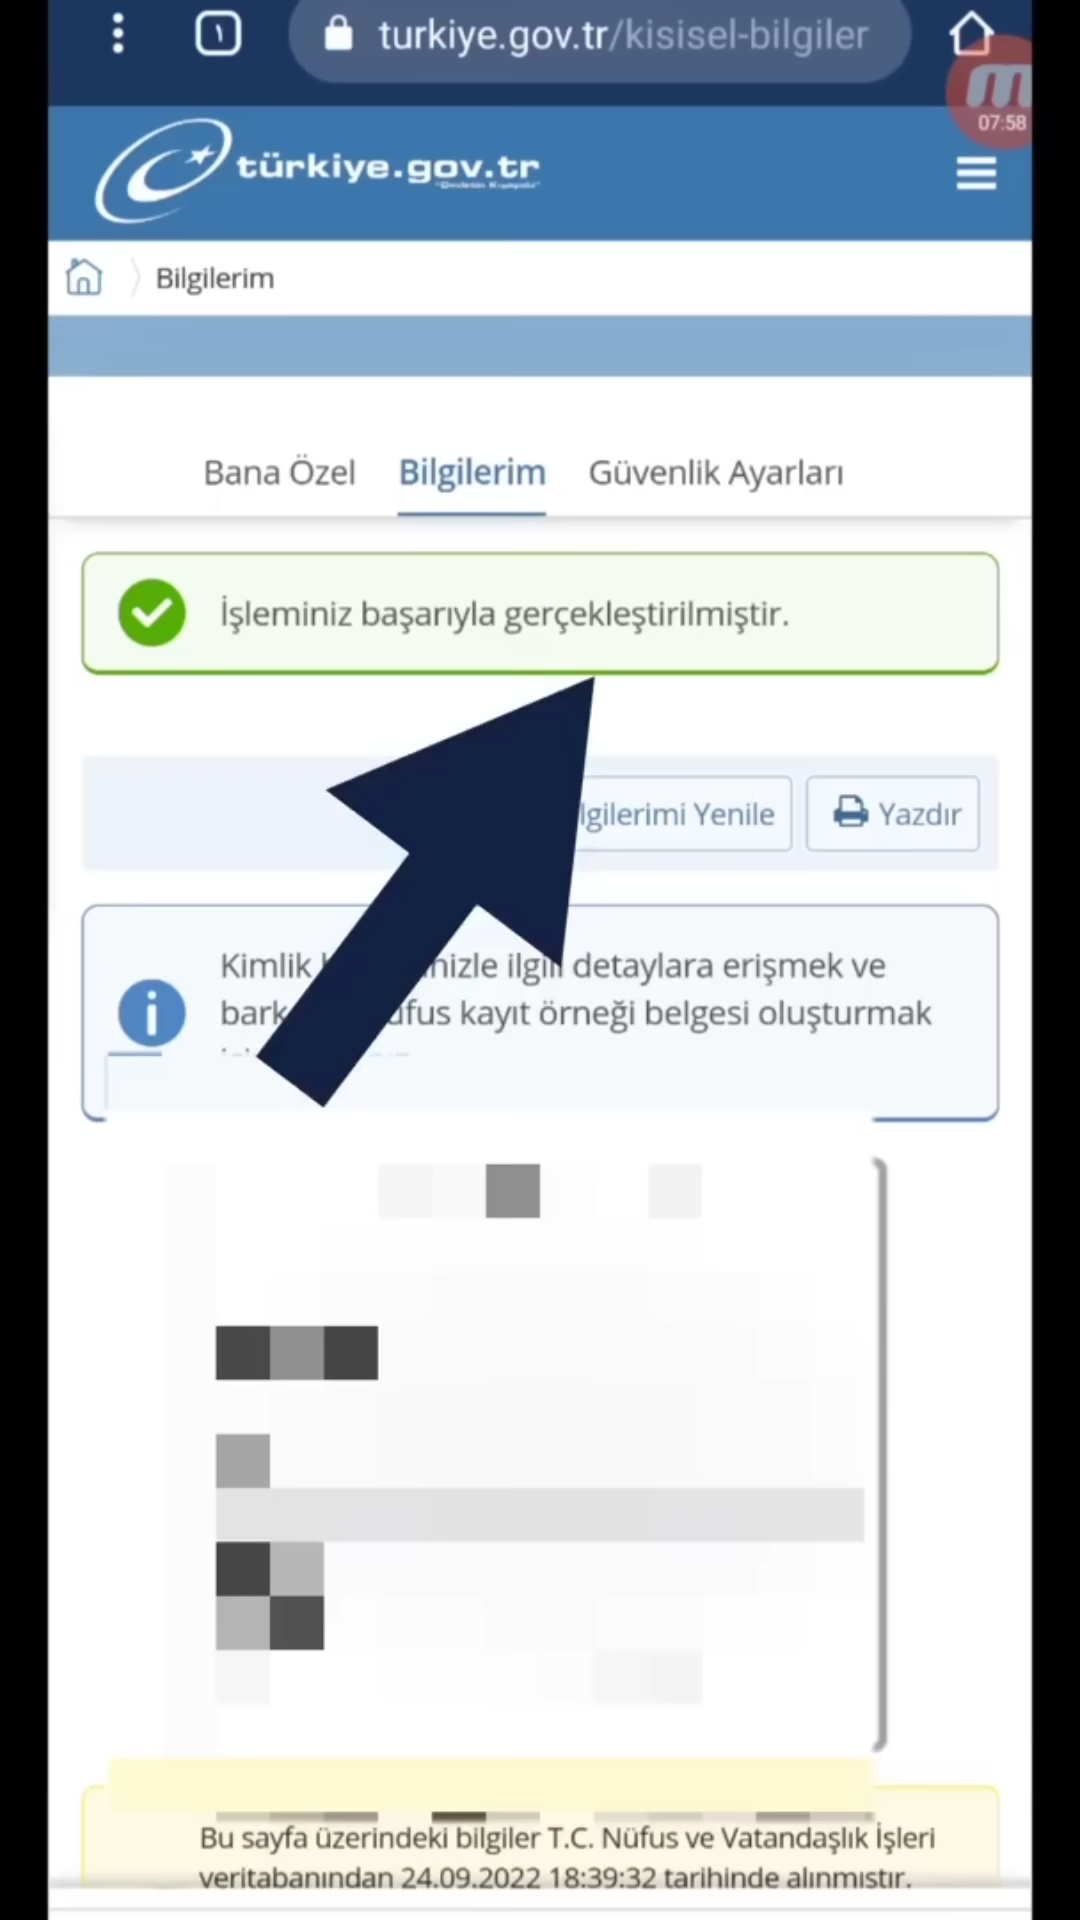 ١
turkiye.gov.tr/kisisel-bilgiler
07:58
türkiye.gov.tr
Bilgilerim
Bana Özel Bilgilerim Güvenlik Ayarları
İşleminiz başarıyla gerçekleştirilmiştir.
lgilerimi Yenile Yazdır
Kimlik nizle ilgili detaylara erişmek ve
bark üfus kayıt örneği belgesi oluşturmak
Bu sayfa üzerindeki bilgiler T.C. Nüfus ve Vatandaşlık İşleri
veritabanından 24.09.2022 18:39:32 tarihinde alınmıştır.